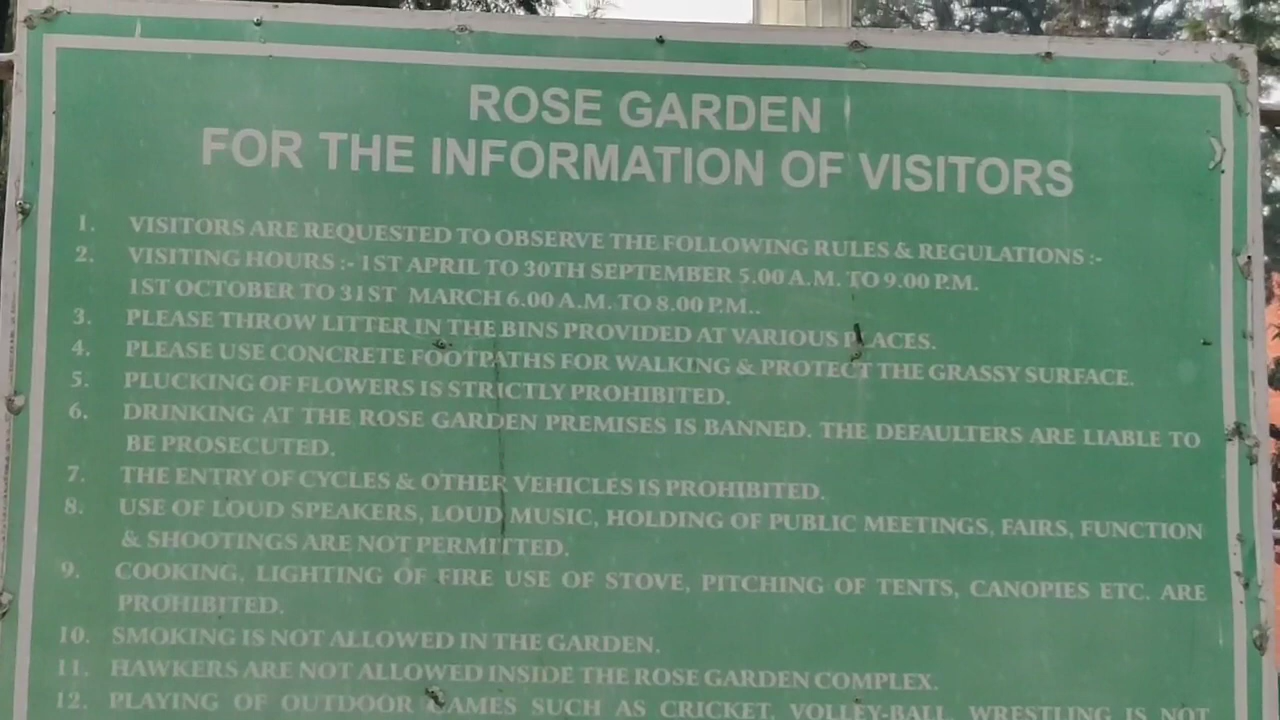 ROSE GARDEN
FOR THE INFORMATION OF VISITORS
1. VISITORS ARE REQUESTED TO OBSERVE THE FOLLOWING RULES & REGULATIONS :-
2. VISITING HOURS :- 1ST APRIL TO 30TH SEPTEMBER 5.00 A.M. TO 9.00 P.M.
1ST OCTOBER TO 31ST MARCH 6.00 A.M. TO 8.00 P.M..
3. PLEASE THROW LITTER IN THE BINS PROVIDED AT VARIOUS PLACES.
4. PLEASE USE CONCRETE FOOTPATHS FOR WALKING & PROTECT THE GRASSY SURFACE.
5. PLUCKING OF FLOWERS IS STRICTLY PROHIBITED.
6. DRINKING AT THE ROSE GARDEN PREMISES IS BANNED. THE DEFAULTERS ARE LIABLE TO
BE PROSECUTED.
7. THE ENTRY OF CYCLES & OTHER VEHICLES IS PROHIBITED.
8. USE OF LOUD SPEAKERS, LOUD MUSIC, HOLDING OF PUBLIC MEETINGS, FAIRS, FUNCTION
& SHOOTINGS ARE NOT PERMITTED.
9. COOKING, LIGHTING OF FIRE USE OF STOVE, PITCHING OF TENTS, CANOPIES ETC. ARE
PROHIBITED.
10. SMOKING IS NOT ALLOWED IN THE GARDEN.
11. HAWKERS ARE NOT ALLOWED INSIDE THE ROSE GARDEN COMPLEX.
12. PLAYING OF OUTDOOR GAMES SUCH AS CRICKET, VOLLEY-BALL, WRESTLING IS NOT